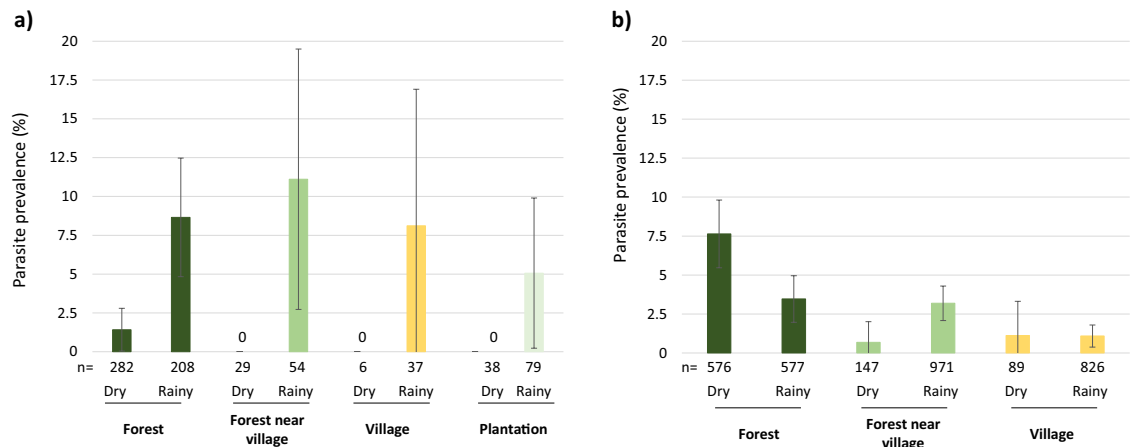 a)
Parasite prevalence (%)
20
17.5
15
12.5
10
7.5
5
2.5
0
0
0
0
n= 282 208 29 54 6 37 38 79
Dry Rainy Dry Rainy Dry Rainy Dry Rainy
Forest Forest near Village Plantation
village
b)
Parasite prevalence (%)
20
17.5
15
12.5
10
7.5
5
2.5
0
n= 576 577 147 971 89 826
Dry Rainy Dry Rainy Dry Rainy
Forest Forest near Village
village